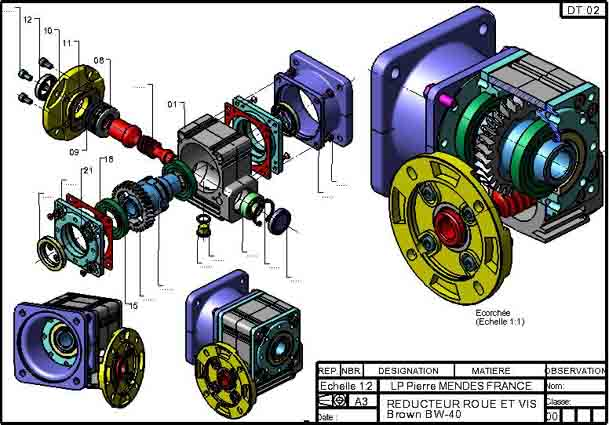 DT 02
12
10
11
08
01
09
18
21
15
Ecorchée
(Echelle 1:1)
REP. NBR. DESIGNATION MATIERE OBSERVATION
Echelle 1:2 LP Pierre MENDES FRANCE Nom:
A3 REDUCTEUR ROUE ET VIS Classe:
Date : Brown BW-40 00